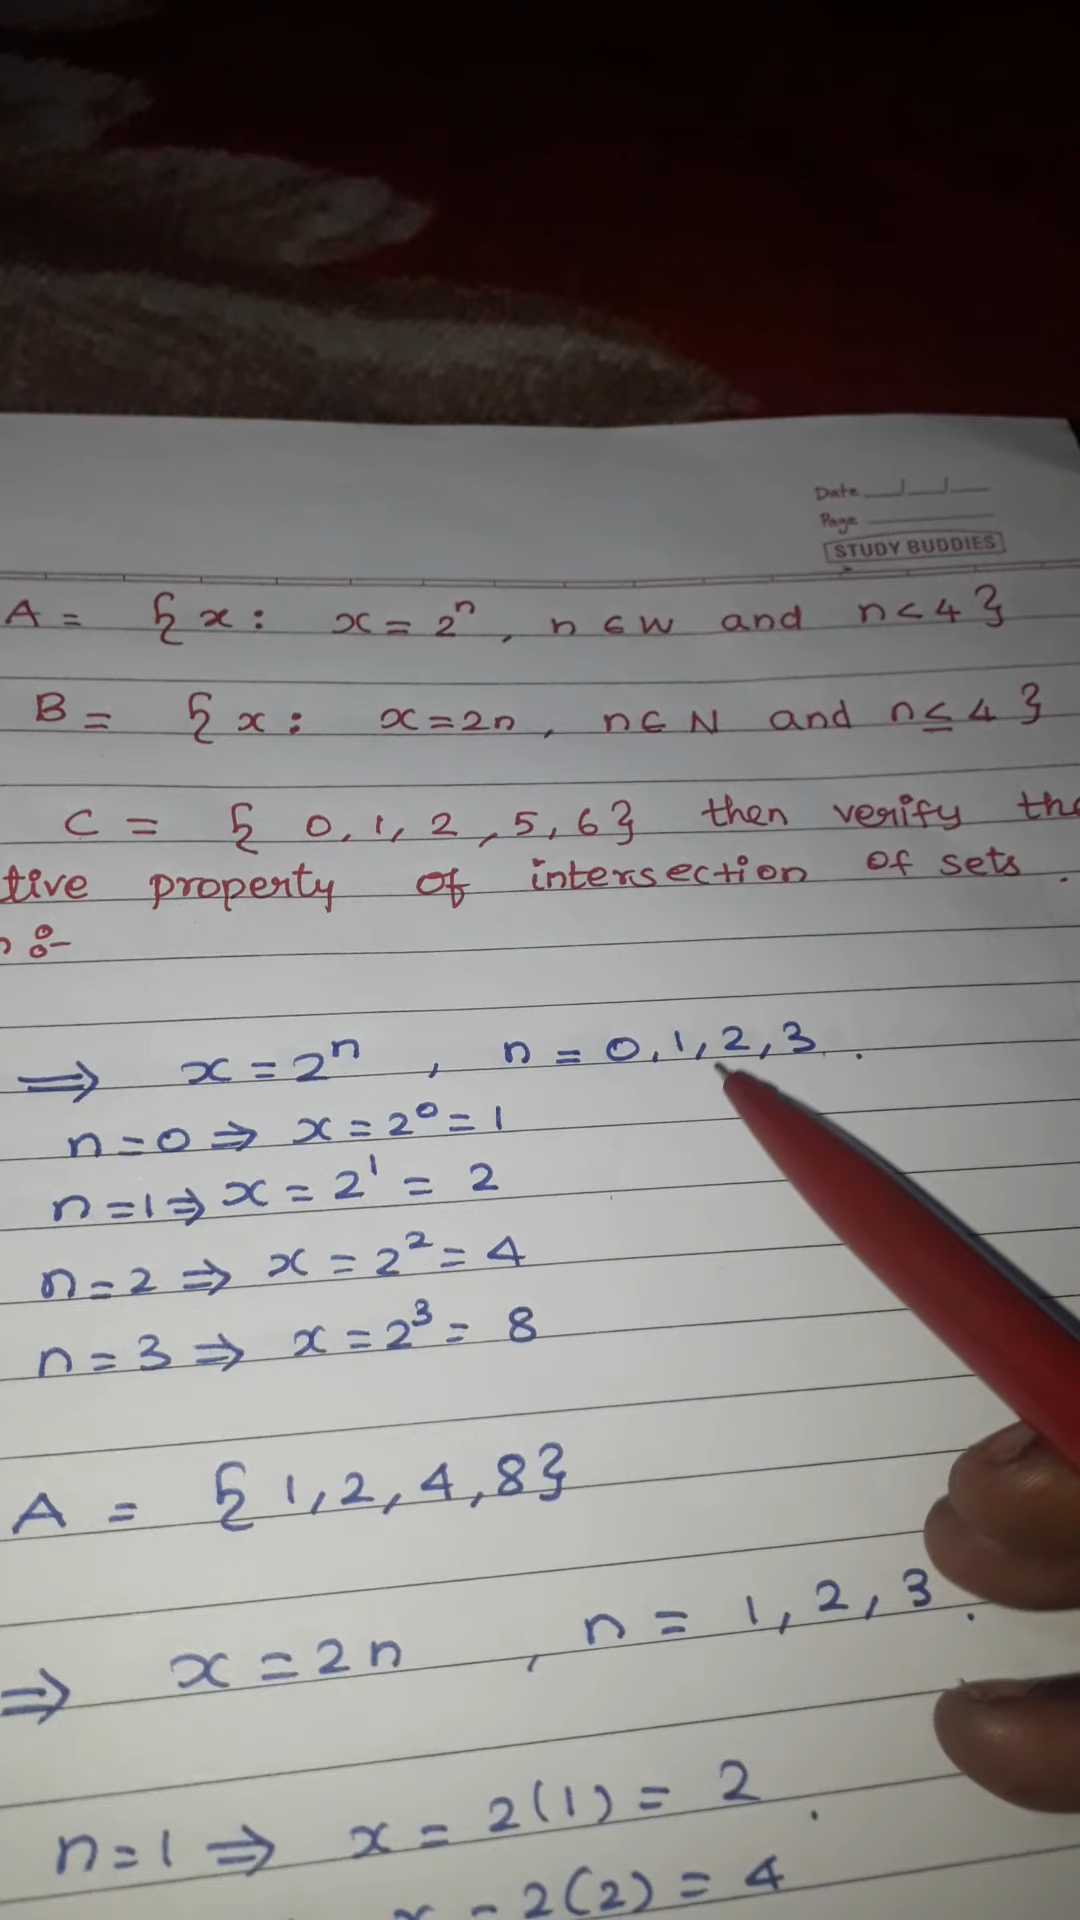 Date
Page
STUDY BUDDIES
A = { x : x = 2ⁿ, n ∈ W and n < 4 }
B = { x : x = 2n, n ∈ N and n ≤ 4 }
C = { 0, 1, 2, 5, 6 } then verify the
tive property of intersection of sets.
n :-
⇒ x = 2ⁿ , n = 0, 1, 2, 3 .
n = 0 ⇒ x = 2⁰ = 1
n = 1 ⇒ x = 2¹ = 2
n = 2 ⇒ x = 2² = 4
n = 3 ⇒ x = 2³ = 8
A = { 1, 2, 4, 8 }
⇒ x = 2n , n = 1, 2, 3 .
n = 1 ⇒ x = 2(1) = 2 .
x = 2(2) = 4